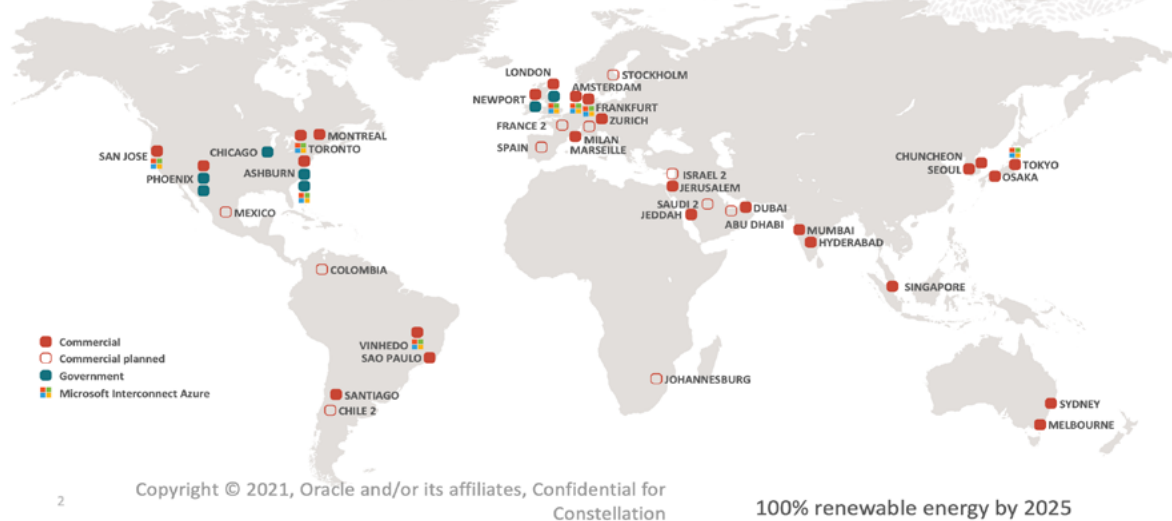 LONDON
STOCKHOLM
AMSTERDAM
NEWPORT
FRANKFURT
ZURICH
FRANCE 2
MILAN
MARSEILLE
SPAIN
MONTREAL
TORONTO
CHICAGO
SAN JOSE
ASHBURN
PHOENIX
MEXICO
CHUNCHEON
SEOUL
TOKYO
OSAKA
ISRAEL 2
JERUSALEM
SAUDI 2
JEDDAH
DUBAI
ABU DHABI
MUMBAI
HYDERABAD
COLOMBIA
SINGAPORE
VINHEDO
SAO PAULO
JOHANNESBURG
SANTIAGO
CHILE 2
SYDNEY
MELBOURNE
Commercial
Commercial planned
Government
Microsoft Interconnect Azure
2
Copyright © 2021, Oracle and/or its affiliates, Confidential for
Constellation
100% renewable energy by 2025